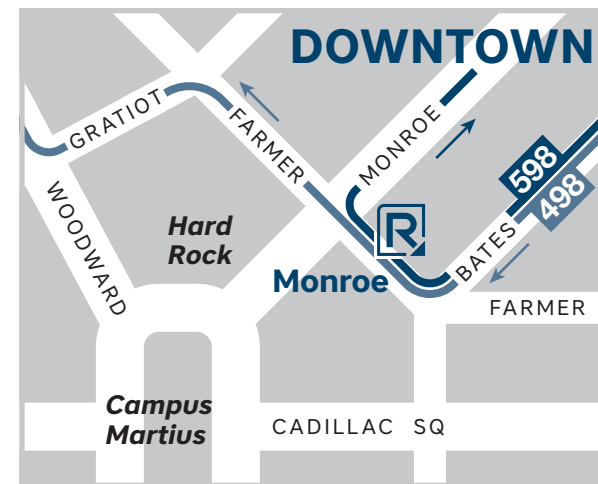 DOWNTOWN
GRATIOT
FARMER
MONROE
598
498
WOODWARD
Hard
Rock
R
Monroe
BATES
FARMER
Campus
Martius
CADILLAC SQ